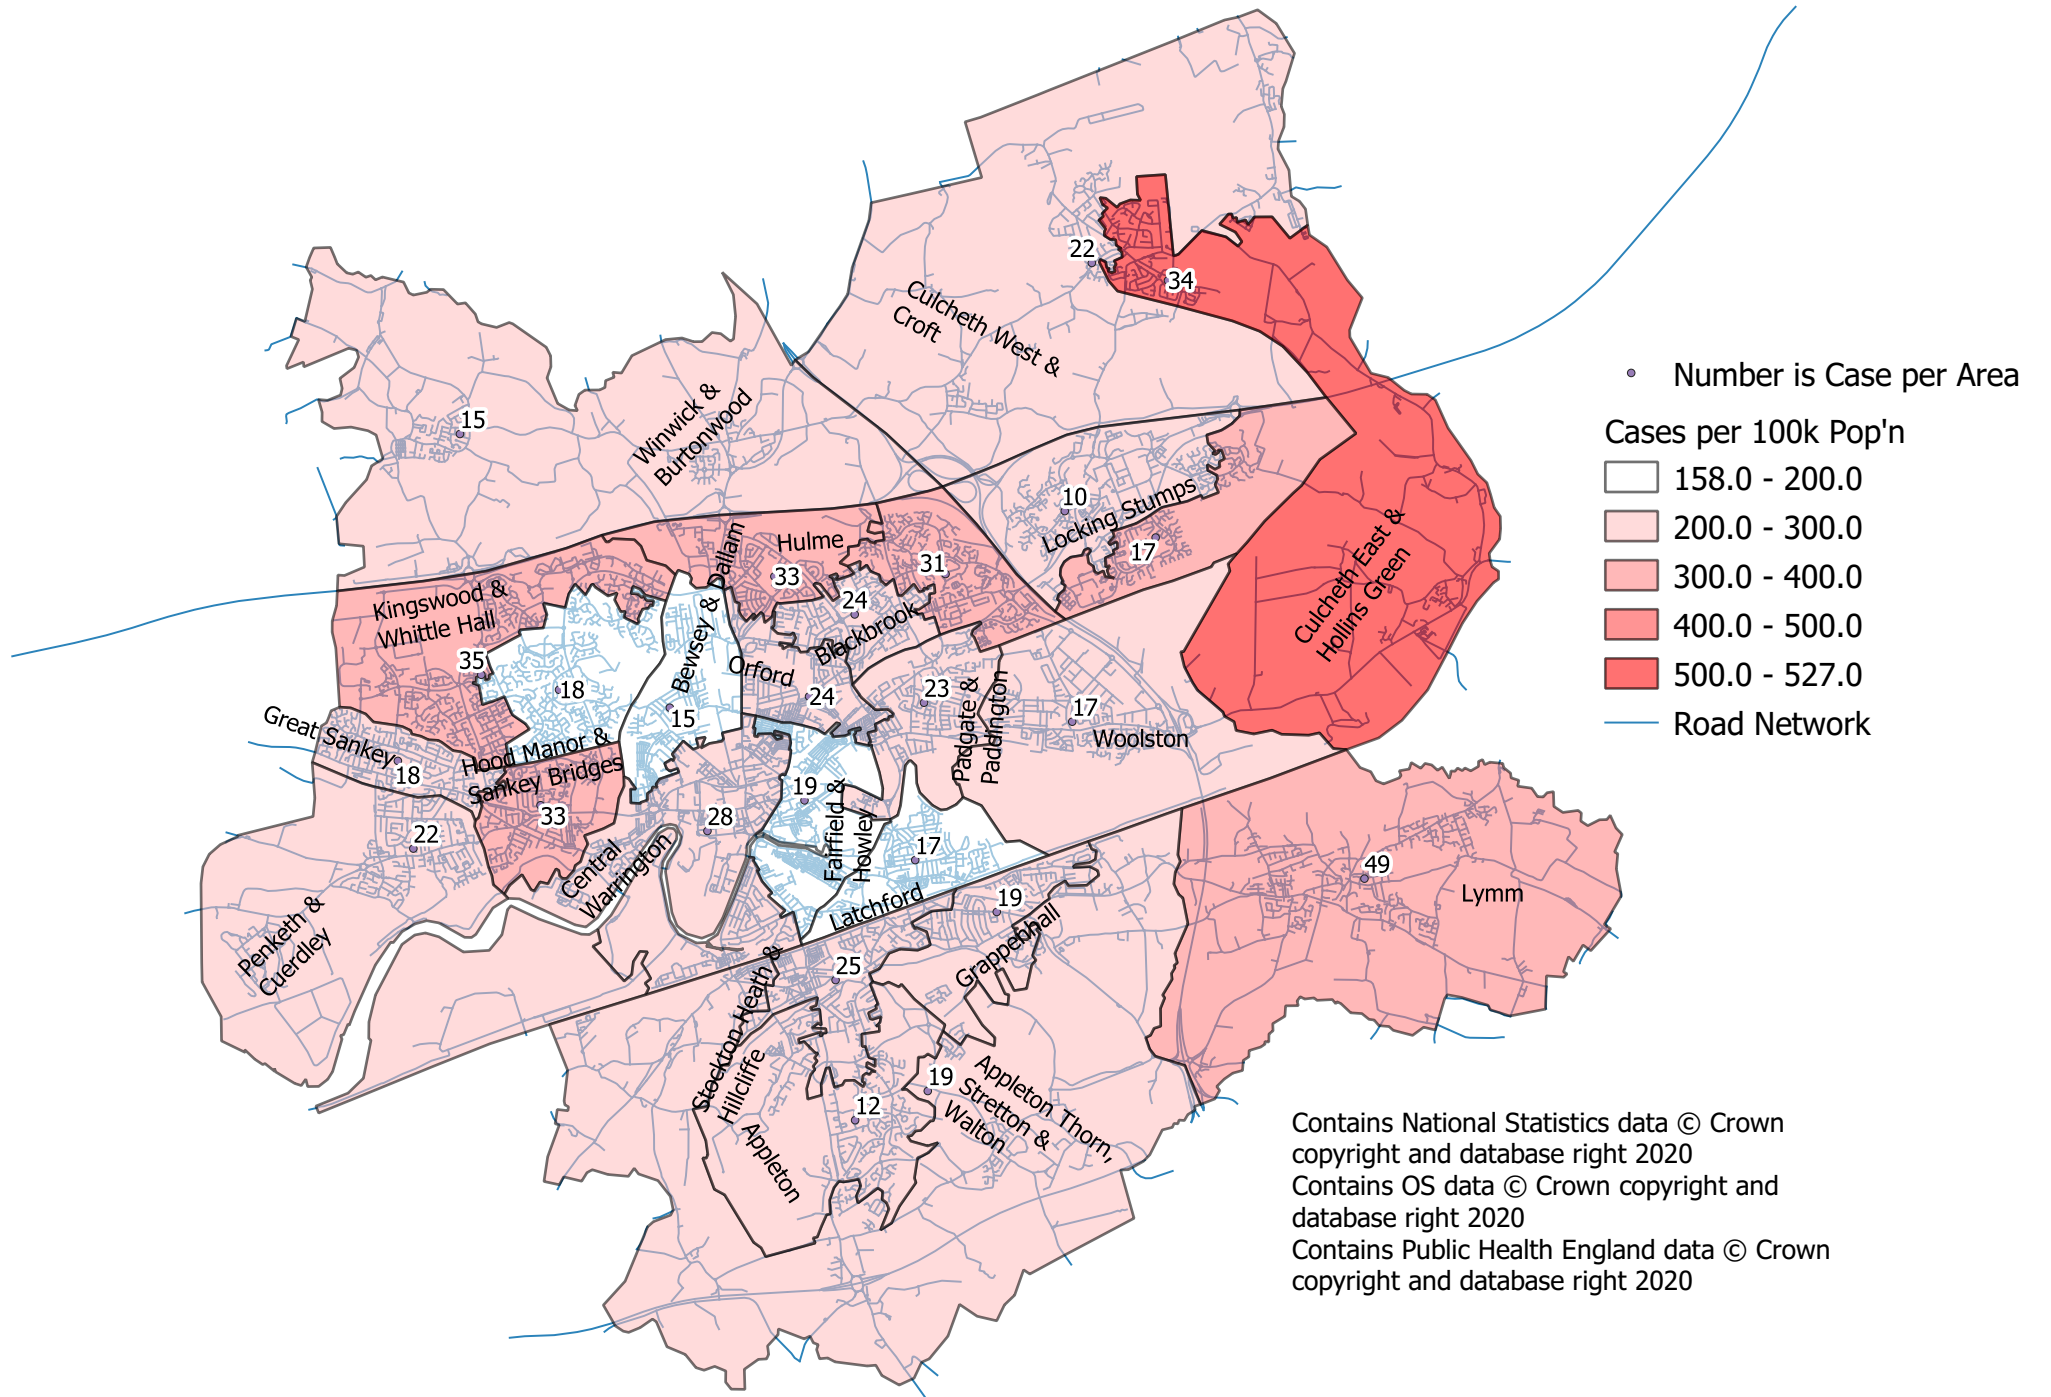 22
34
Culcheth West &
Croft
15
Winwick &
Burtonwood
Number is Case per Area
Cases per 100k Pop'n
158.0 - 200.0
200.0 - 300.0
300.0 - 400.0
400.0 - 500.0
500.0 - 527.0
Road Network
10
Locking Stumps
17
Hulme
33
31
Culcheth East &
Hollins Green
Kingswood &
Whittle Hall
35
18
Bewsey & Dallam
15
24
Blackbrook
Orford
24
23
Padgate &
Paddington
17
Woolston
Great Sankey
18
Hood Manor &
Sankey Bridges
33
22
Penketh &
Cuerdley
28
Central
Warrington
19
Fairfield &
Howley
17
Latchford
49
Lymm
19
Grappenhall
25
Stockton Heath &
Hillcliffe
12
Appleton
19
Appleton Thorn,
Stretton &
Walton
Contains National Statistics data © Crown
copyright and database right 2020
Contains OS data © Crown copyright and
database right 2020
Contains Public Health England data © Crown
copyright and database right 2020